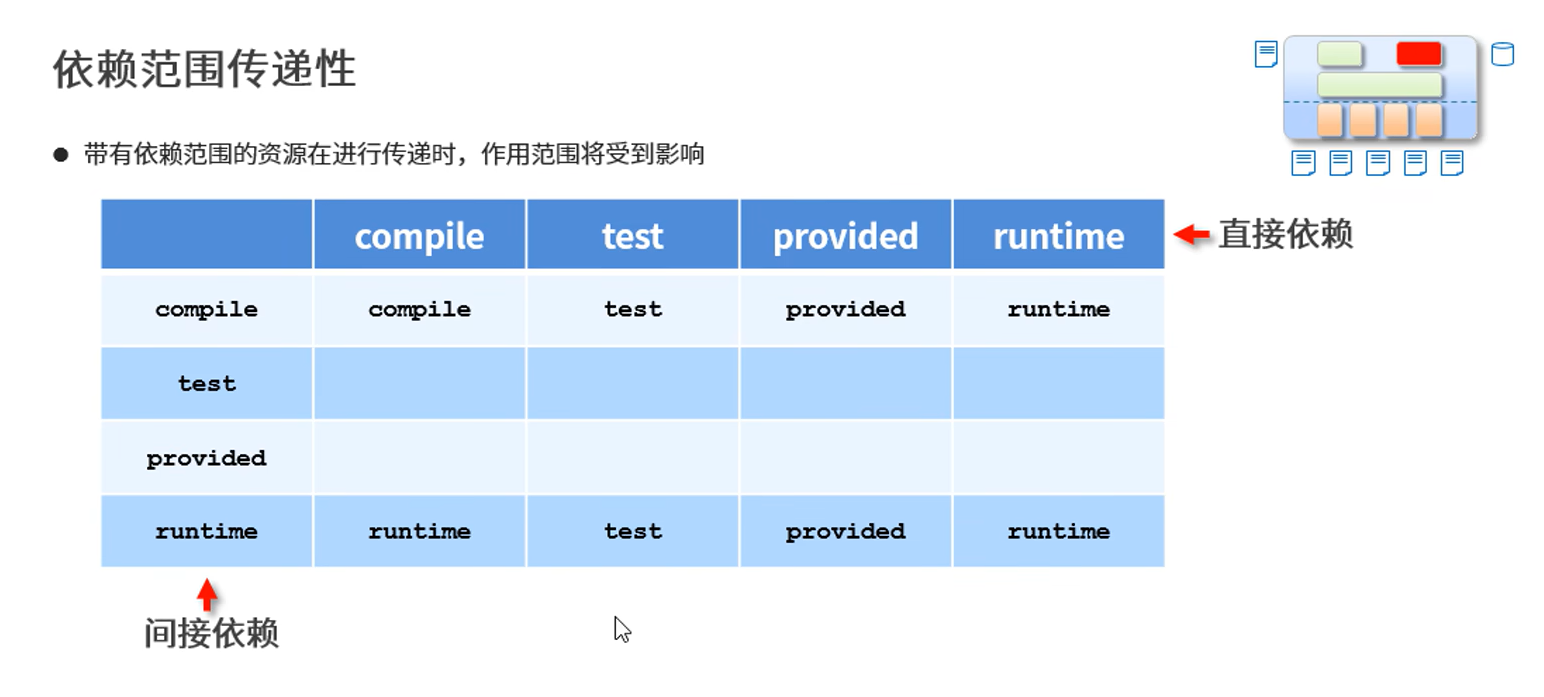 依赖范围传递性
● 带有依赖范围的资源在进行传递时，作用范围将受到影响
compile test provided runtime 直接依赖
compile compile test provided runtime
test
provided
runtime runtime test provided runtime
间接依赖